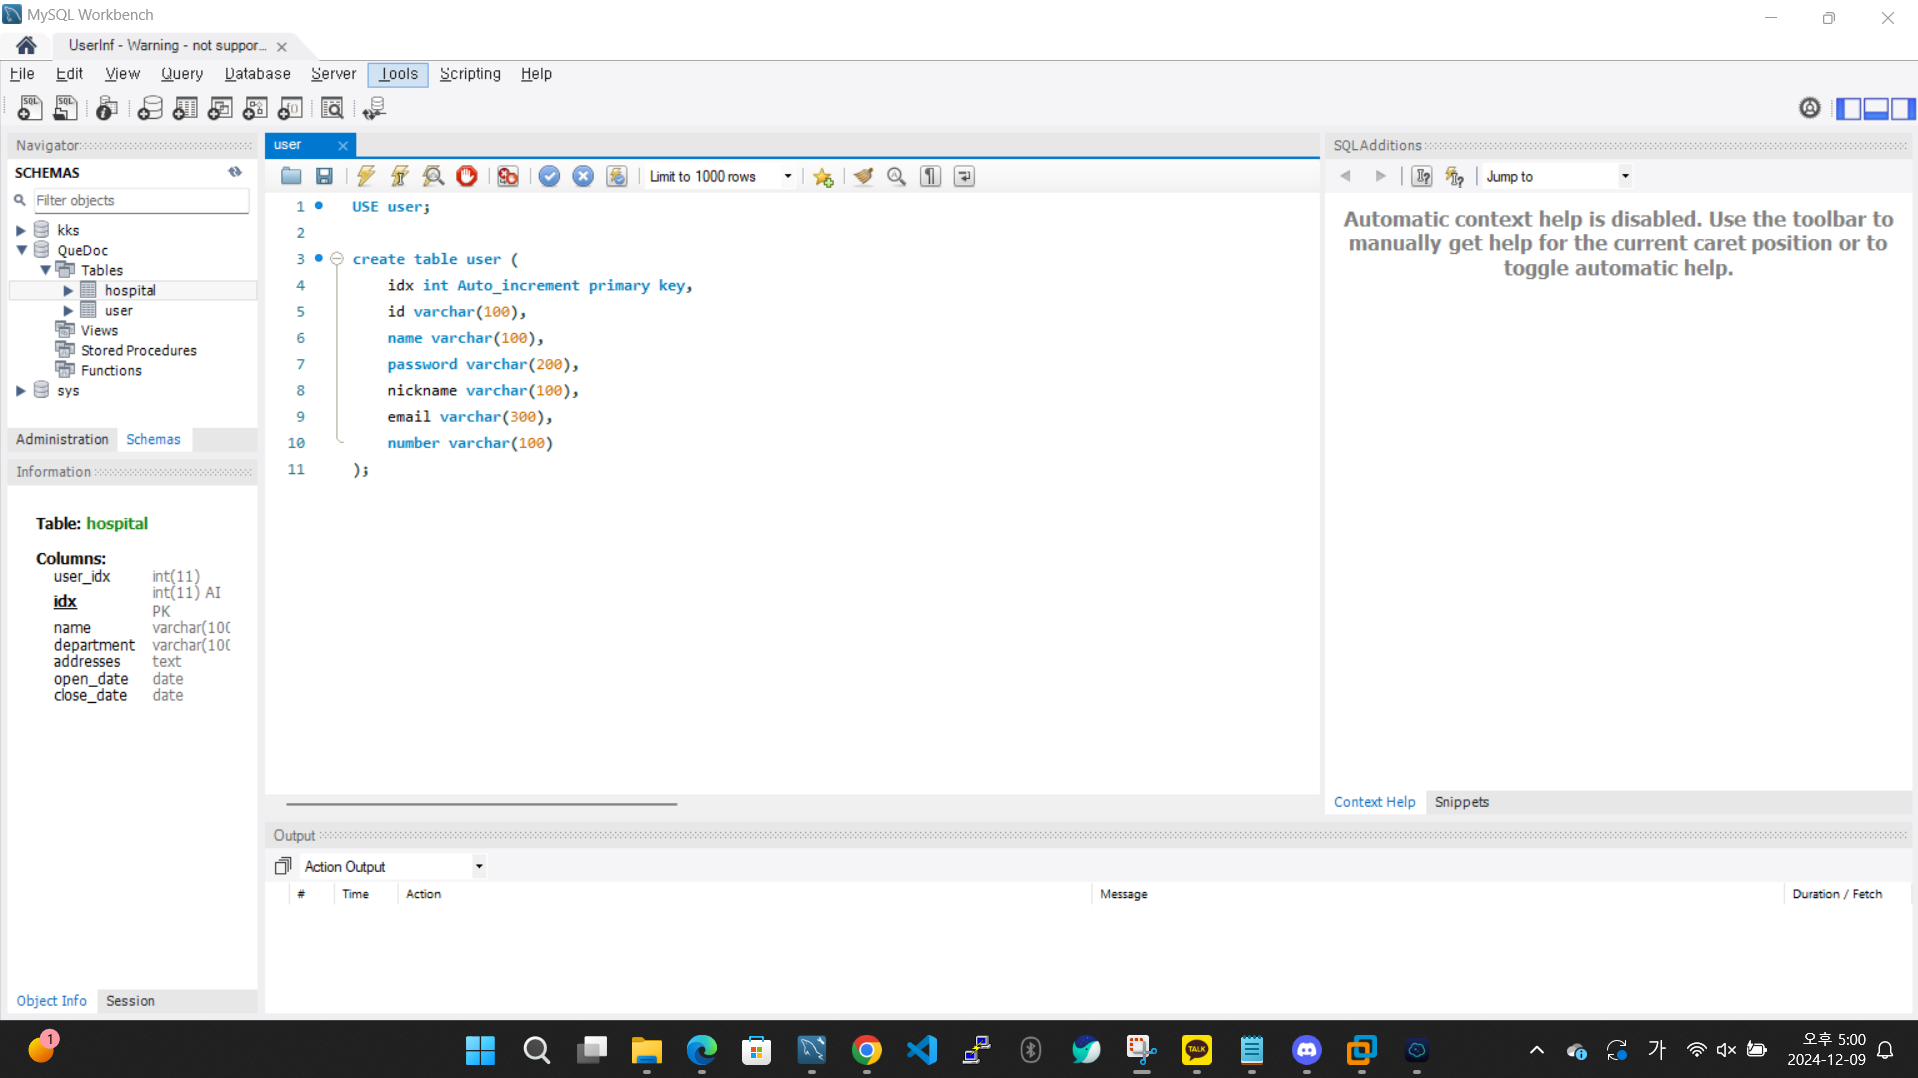 MySQL Workbench
UserInf - Warning - not suppor...
File Edit View Query Database Server Tools Scripting Help
Navigator
SCHEMAS
Filter objects
kks
QueDoc
Tables
hospital
user
Views
Stored Procedures
Functions
sys
Administration Schemas
Information
Table: hospital
Columns:
user_idx int(11)
idx int(11) AI
PK
name varchar(100
department varchar(100
addresses text
open_date date
close_date date
Object Info Session
user
Limit to 1000 rows
1 USE user;
2
3 create table user (
4 idx int Auto_increment primary key,
5 id varchar(100),
6 name varchar(100),
7 password varchar(200),
8 nickname varchar(100),
9 email varchar(300),
10 number varchar(100)
11 );
SQLAdditions
Jump to
Automatic context help is disabled. Use the toolbar to
manually get help for the current caret position or to
toggle automatic help.
Context Help Snippets
Output
Action Output
# Time Action Message Duration / Fetch
1
TALK
가
오후 5:00
2024-12-09